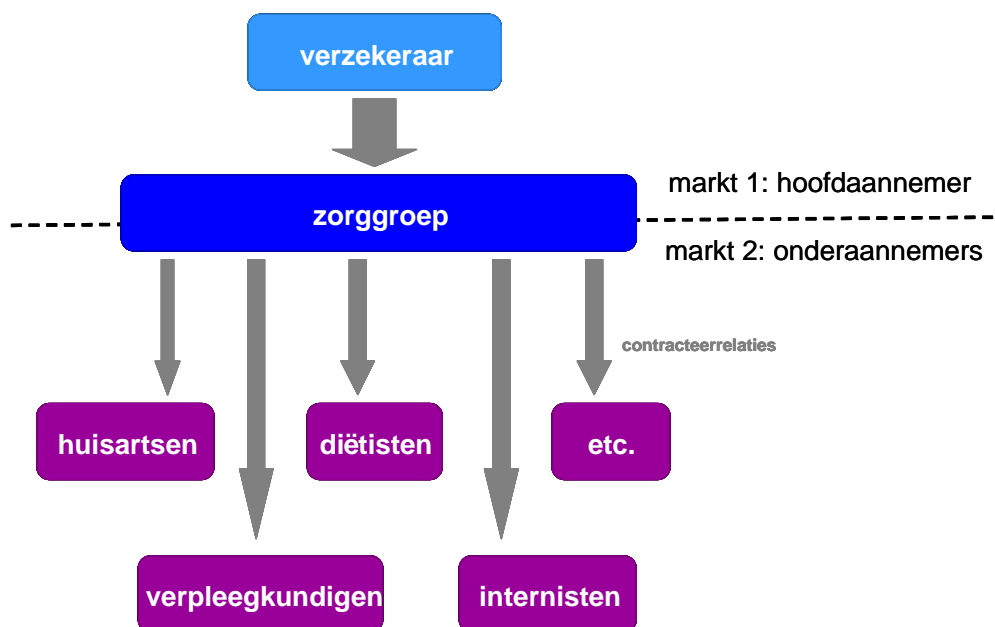 verzekeraar
markt 1: hoofdaannemer
zorggroep
markt 2: onderaannemers
contracteerrelaties
huisartsen
diëtisten
etc.
verpleegkundigen
internisten